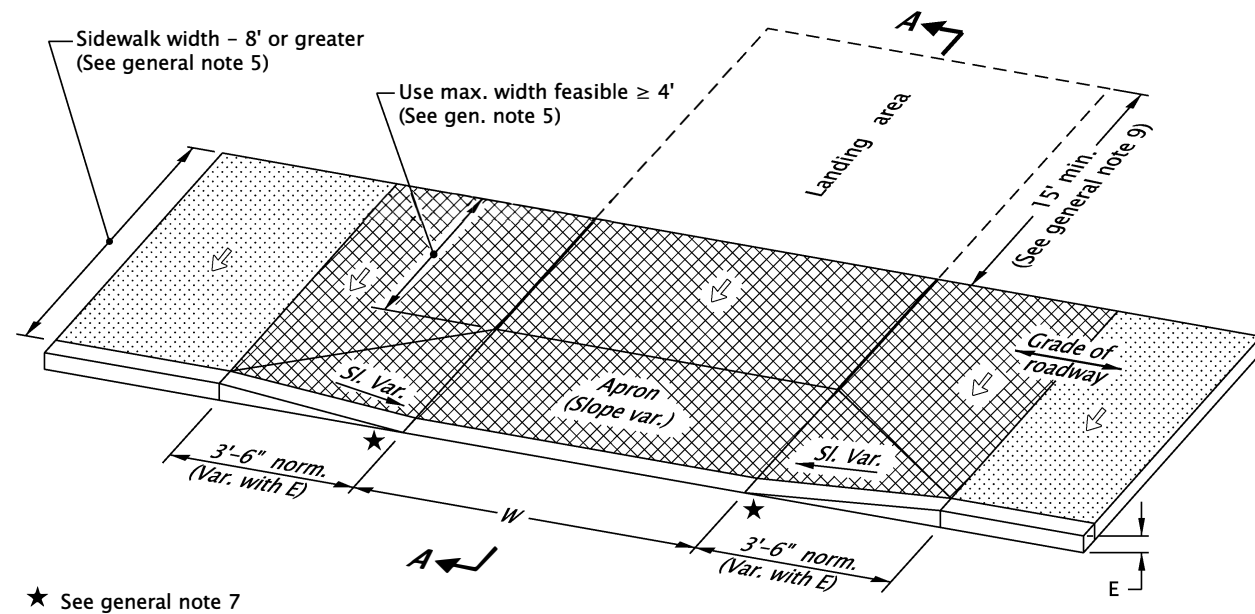 A
Sidewalk width – 8' or greater
(See general note 5)
Use max. width feasible ≥ 4'
(See gen. note 5)
Landing area
15' min.
(See general note 9)
Grade of
roadway
Sl. Var.
Apron
(Slope var.)
Sl. Var.
3'–6" norm.
(Var. with E)
W
A
3'–6" norm.
(Var. with E)
E
★ See general note 7